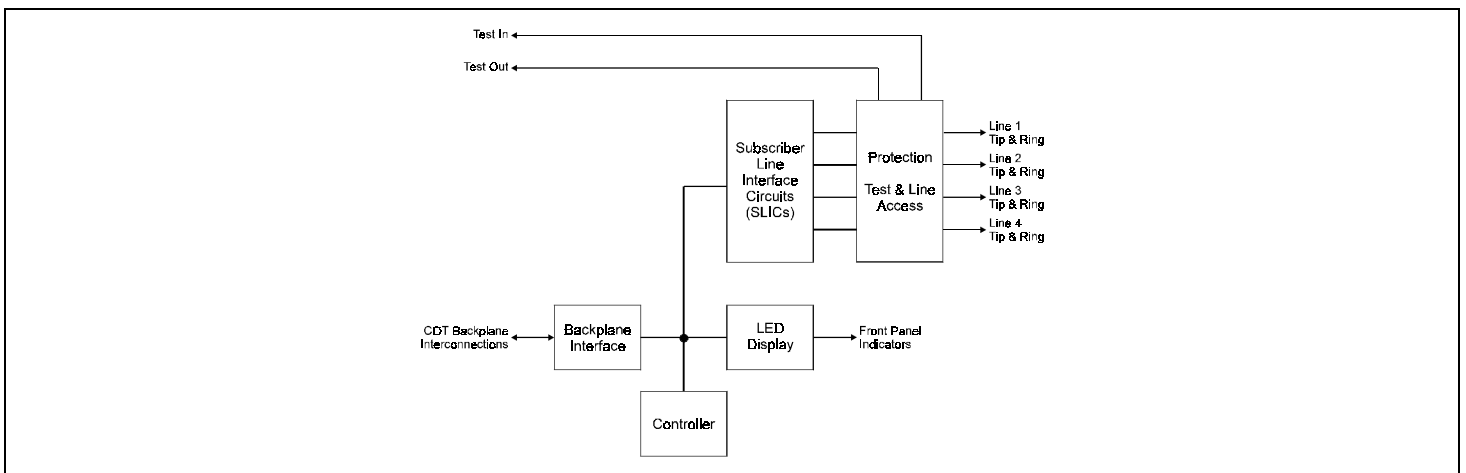 Test In
Test Out
Subscriber
Line
Interface
Circuits
(SLICs)
Protection
Test & Line
Access
Line 1
Tip & Ring
Line 2
Tip & Ring
Line 3
Tip & Ring
Line 4
Tip & Ring
CDT Backplane
Interconnections
Backplane
Interface
LED
Display
Front Panel
Indicators
Controller